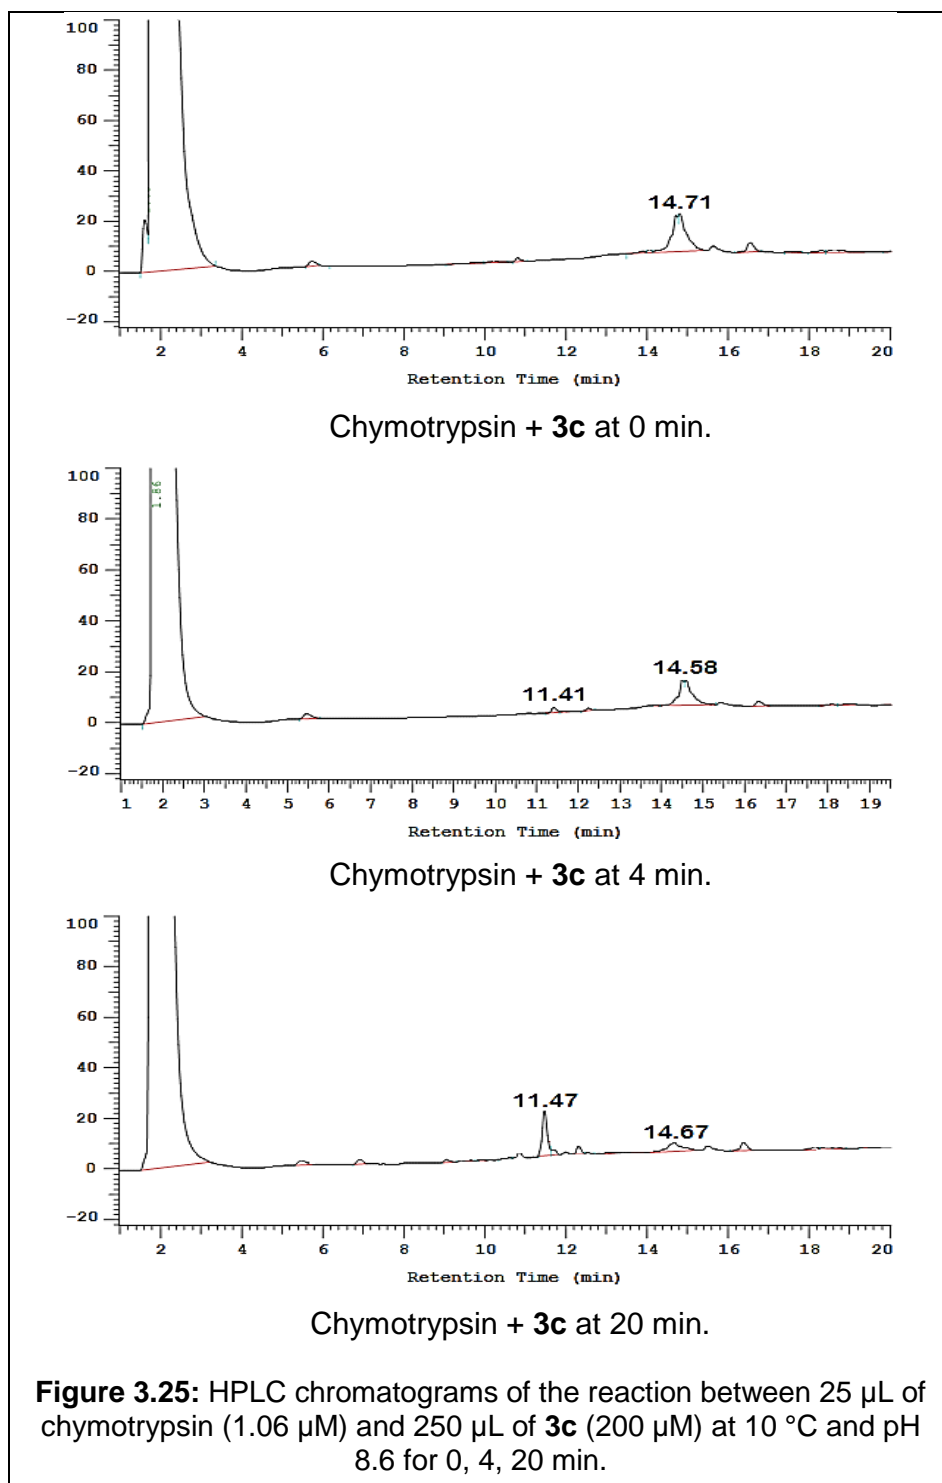 100
80
60
40
20
0
-20
14.71
2 4 6 8 10 12 14 16 18 20
Retention Time (min)
Chymotrypsin + 3c at 0 min.
100
80
60
40
20
0
-20
1.86
11.41
14.58
1 2 3 4 5 6 7 8 9 10 11 12 13 14 15 16 17 18 19
Retention Time (min)
Chymotrypsin + 3c at 4 min.
100
80
60
40
20
0
-20
11.47
14.67
2 4 6 8 10 12 14 16 18 20
Retention Time (min)
Chymotrypsin + 3c at 20 min.
Figure 3.25: HPLC chromatograms of the reaction between 25 µL of
chymotrypsin (1.06 µM) and 250 µL of 3c (200 µM) at 10 °C and pH
8.6 for 0, 4, 20 min.